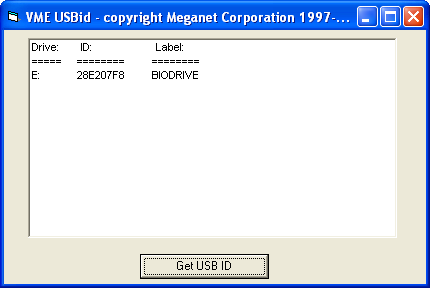 VME USBid - copyright Meganet Corporation 1997-...
Drive: ID: Label:
===== ======== ========
E: 28E207F8 BIODRIVE
Get USB ID